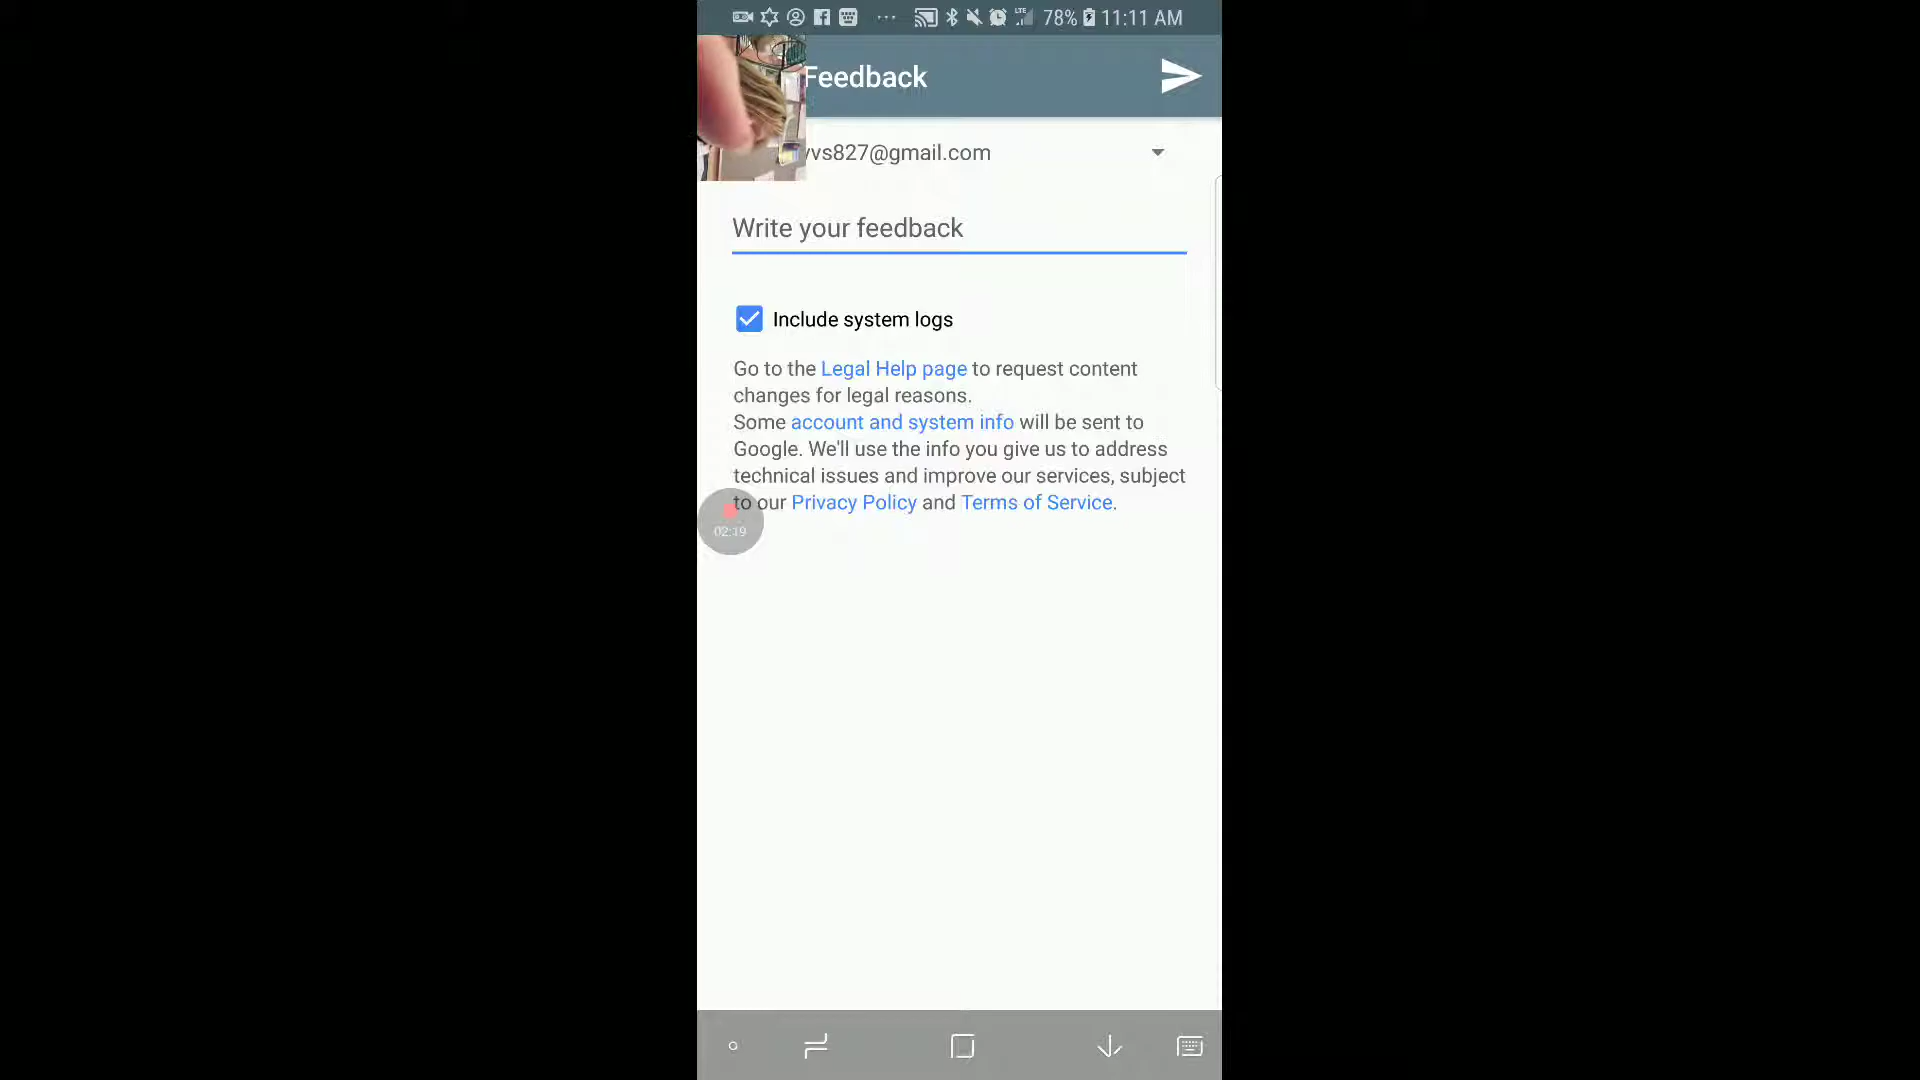 LTE 78% 11:11 AM
Feedback
vs827@gmail.com
Write your feedback
Include system logs
Go to the Legal Help page to request content
changes for legal reasons.
Some account and system info will be sent to
Google. We'll use the info you give us to address
technical issues and improve our services, subject
to our Privacy Policy and Terms of Service.
02:19